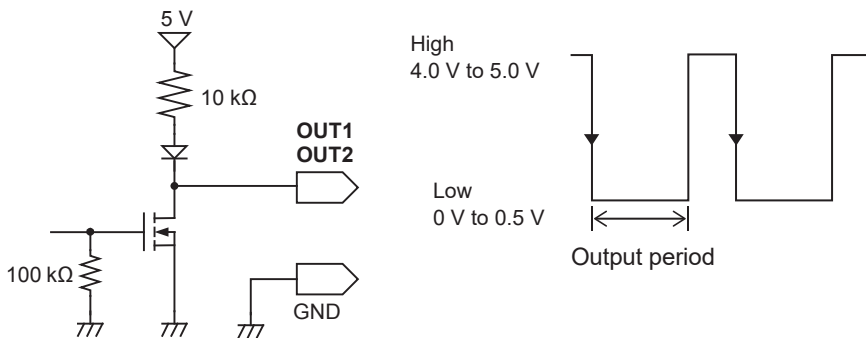 5 V
10 kΩ
OUT1
OUT2
100 kΩ
GND
High
4.0 V to 5.0 V
Low
0 V to 0.5 V
Output period